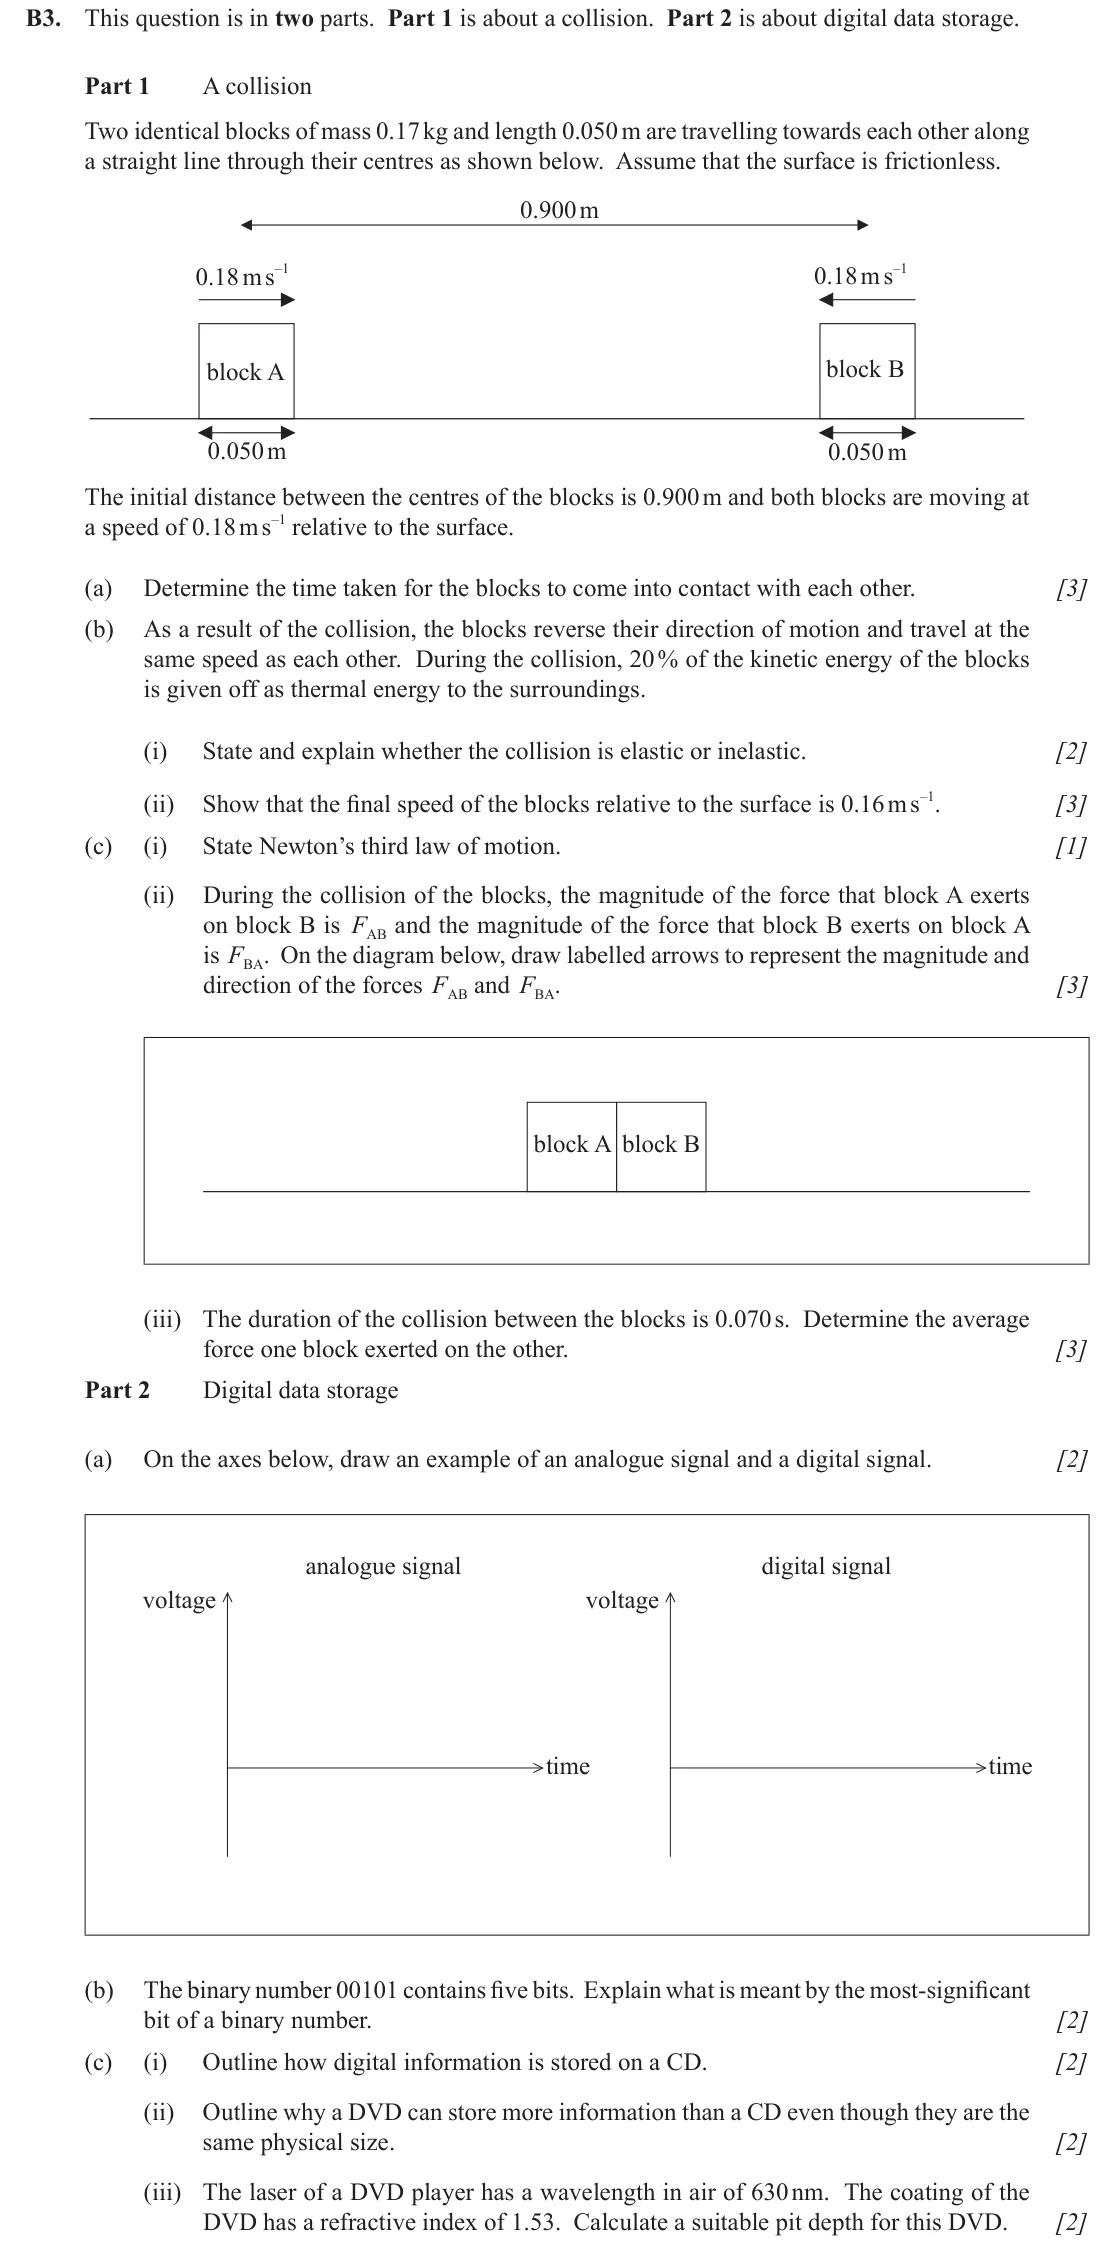 B3. This question is in two parts. Part 1 is about a collision. Part 2 is about digital data storage.
Part 1 A collision
Two identical blocks of mass 0.17 kg and length 0.050 m are travelling towards each other along
a straight line through their centres as shown below. Assume that the surface is frictionless.
0.900 m
0.18 m s⁻¹ 0.18 m s⁻¹
block A block B
0.050 m 0.050 m
The initial distance between the centres of the blocks is 0.900 m and both blocks are moving at
a speed of 0.18 m s⁻¹ relative to the surface.
(a) Determine the time taken for the blocks to come into contact with each other. [3]
(b) As a result of the collision, the blocks reverse their direction of motion and travel at the
same speed as each other. During the collision, 20 % of the kinetic energy of the blocks
is given off as thermal energy to the surroundings.
(i) State and explain whether the collision is elastic or inelastic. [2]
(ii) Show that the final speed of the blocks relative to the surface is 0.16 m s⁻¹. [3]
(c) (i) State Newton’s third law of motion. [1]
(ii) During the collision of the blocks, the magnitude of the force that block A exerts
on block B is F_AB and the magnitude of the force that block B exerts on block A
is F_BA. On the diagram below, draw labelled arrows to represent the magnitude and
direction of the forces F_AB and F_BA. [3]
block A block B
(iii) The duration of the collision between the blocks is 0.070 s. Determine the average
force one block exerted on the other. [3]
Part 2 Digital data storage
(a) On the axes below, draw an example of an analogue signal and a digital signal. [2]
analogue signal digital signal
voltage voltage
time time
(b) The binary number 00101 contains five bits. Explain what is meant by the most-significant
bit of a binary number. [2]
(c) (i) Outline how digital information is stored on a CD. [2]
(ii) Outline why a DVD can store more information than a CD even though they are the
same physical size. [2]
(iii) The laser of a DVD player has a wavelength in air of 630 nm. The coating of the
DVD has a refractive index of 1.53. Calculate a suitable pit depth for this DVD. [2]